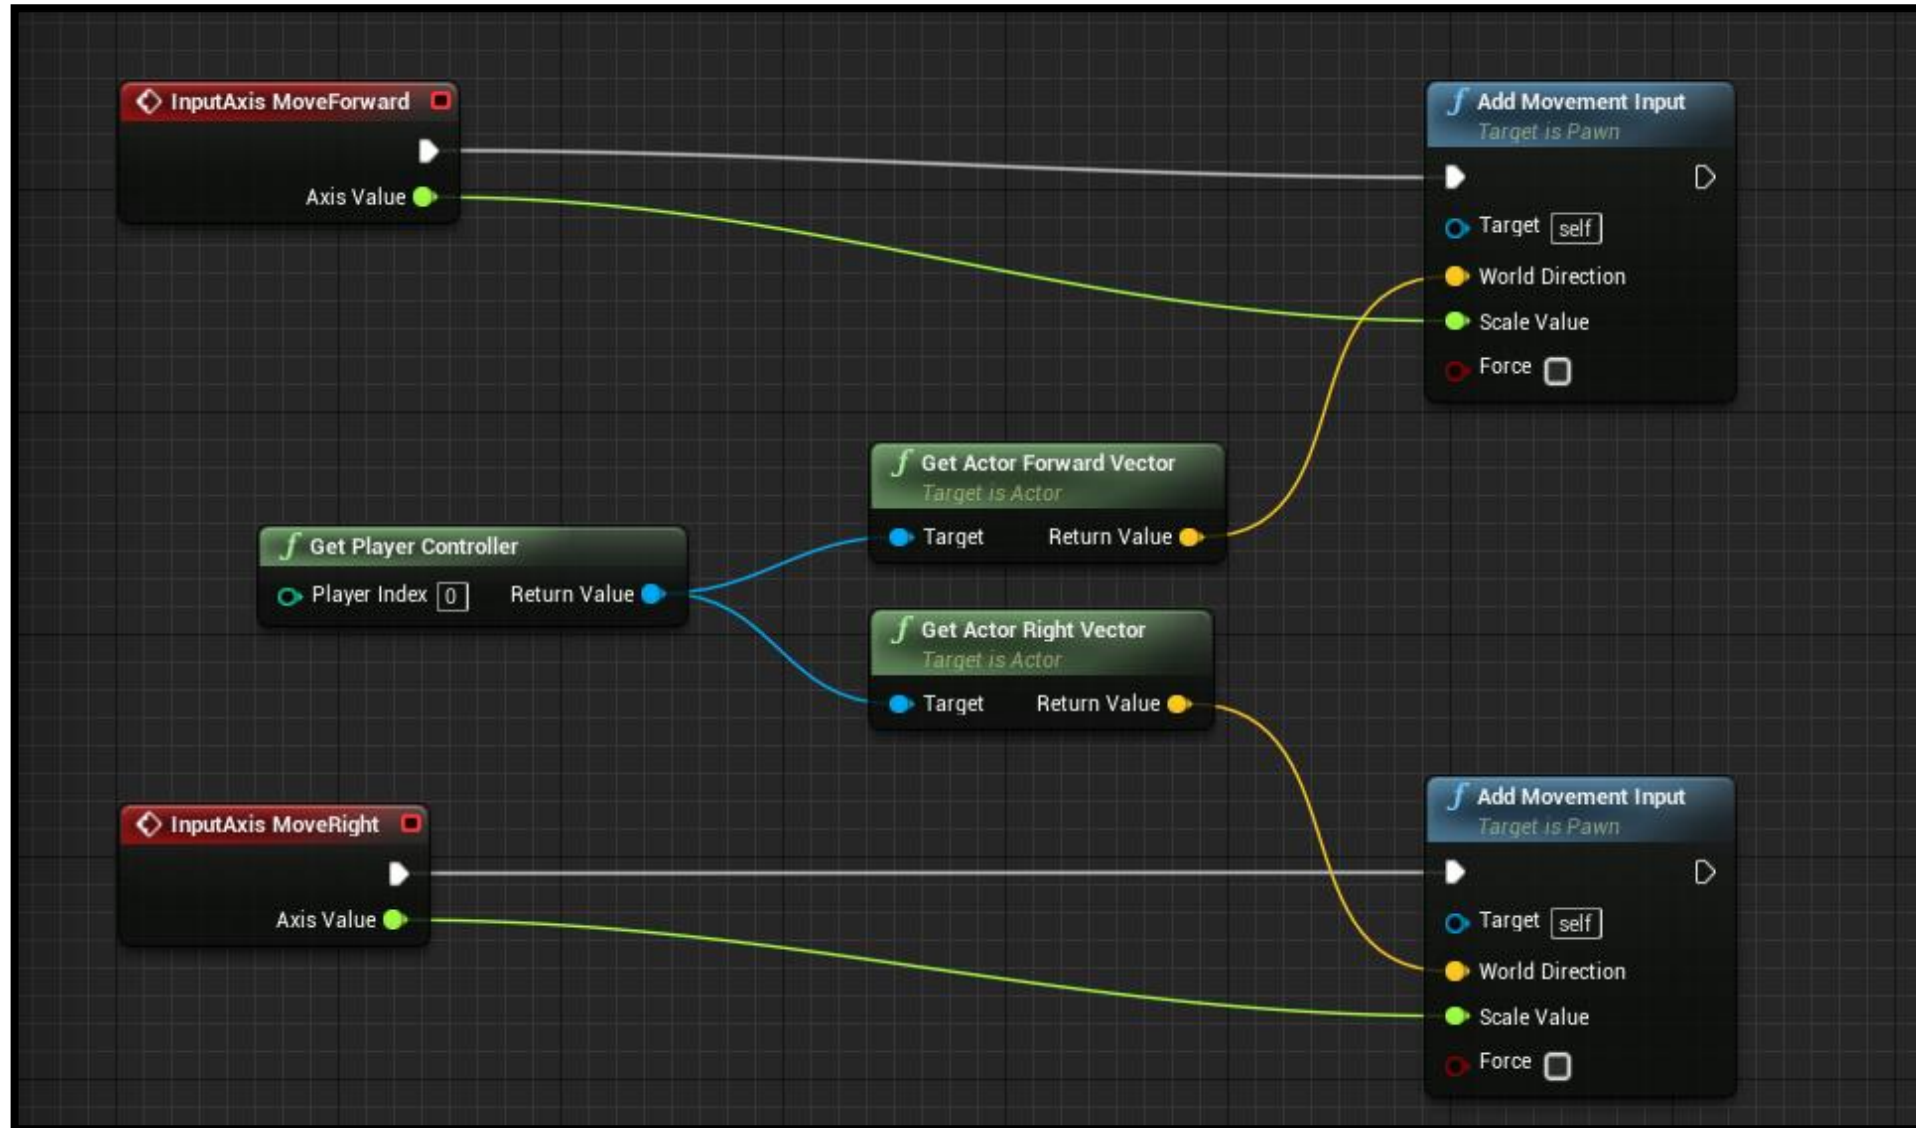 InputAxis MoveForward
Axis Value
f Add Movement Input
Target is Pawn
Target self
World Direction
Scale Value
Force
f Get Actor Forward Vector
Target is Actor
Target Return Value
f Get Player Controller
Player Index 0 Return Value
f Get Actor Right Vector
Target is Actor
Target Return Value
InputAxis MoveRight
Axis Value
f Add Movement Input
Target is Pawn
Target self
World Direction
Scale Value
Force